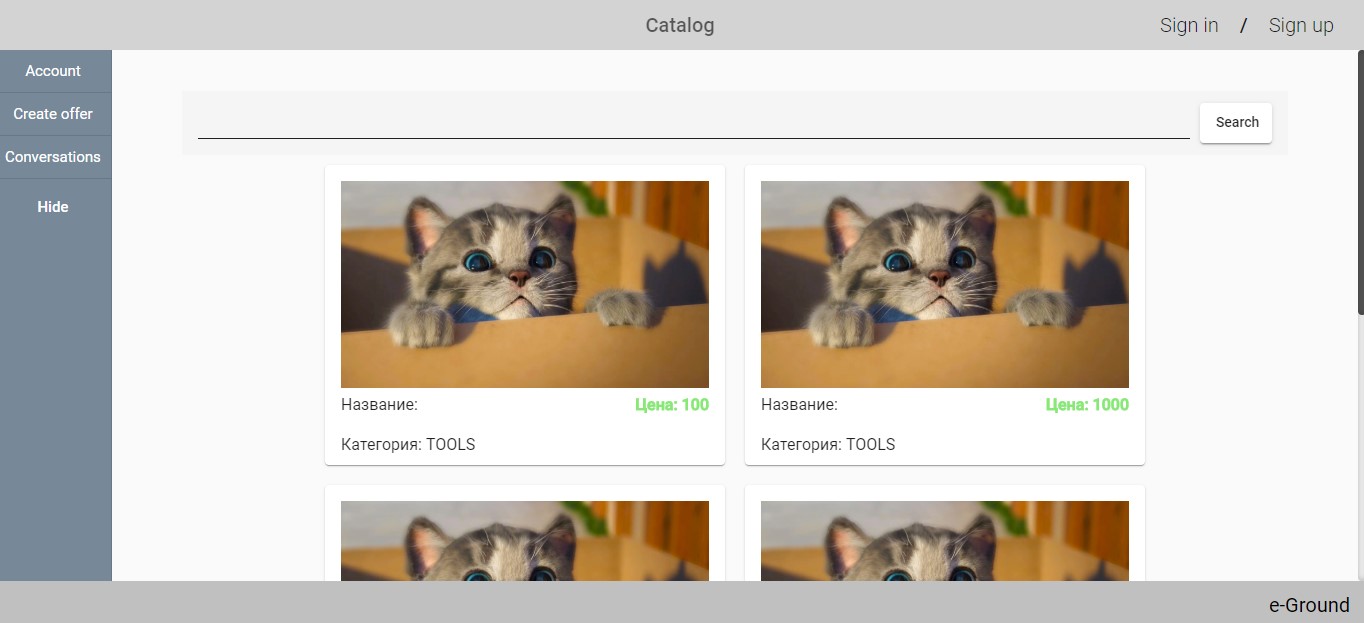 Catalog
Sign in / Sign up
Account
Create offer
Conversations
Hide
Search
Название: Цена: 100
Категория: TOOLS
Название: Цена: 1000
Категория: TOOLS
e-Ground